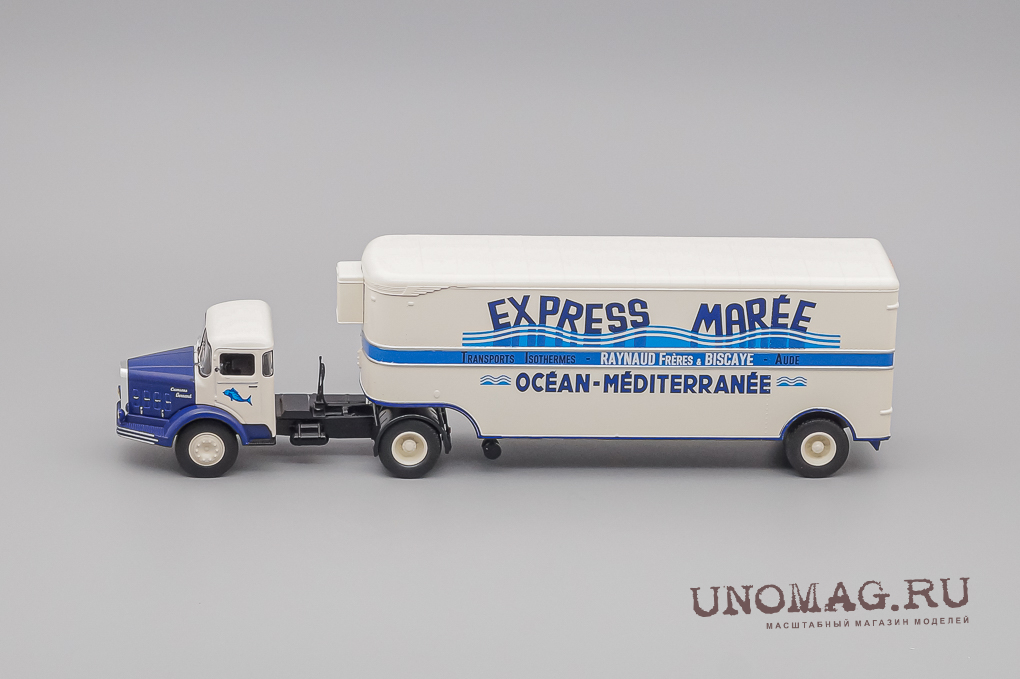 EXPRESS MARÉE
TRANSPORTS ISOTHERMES - RAYNAUD FRÈRES & BISCAYE - AUDE
OCÉAN-MÉDITERRANÉE
UNOMAG.RU
МАСШТАБНЫЙ МАГАЗИН МОДЕЛЕЙ